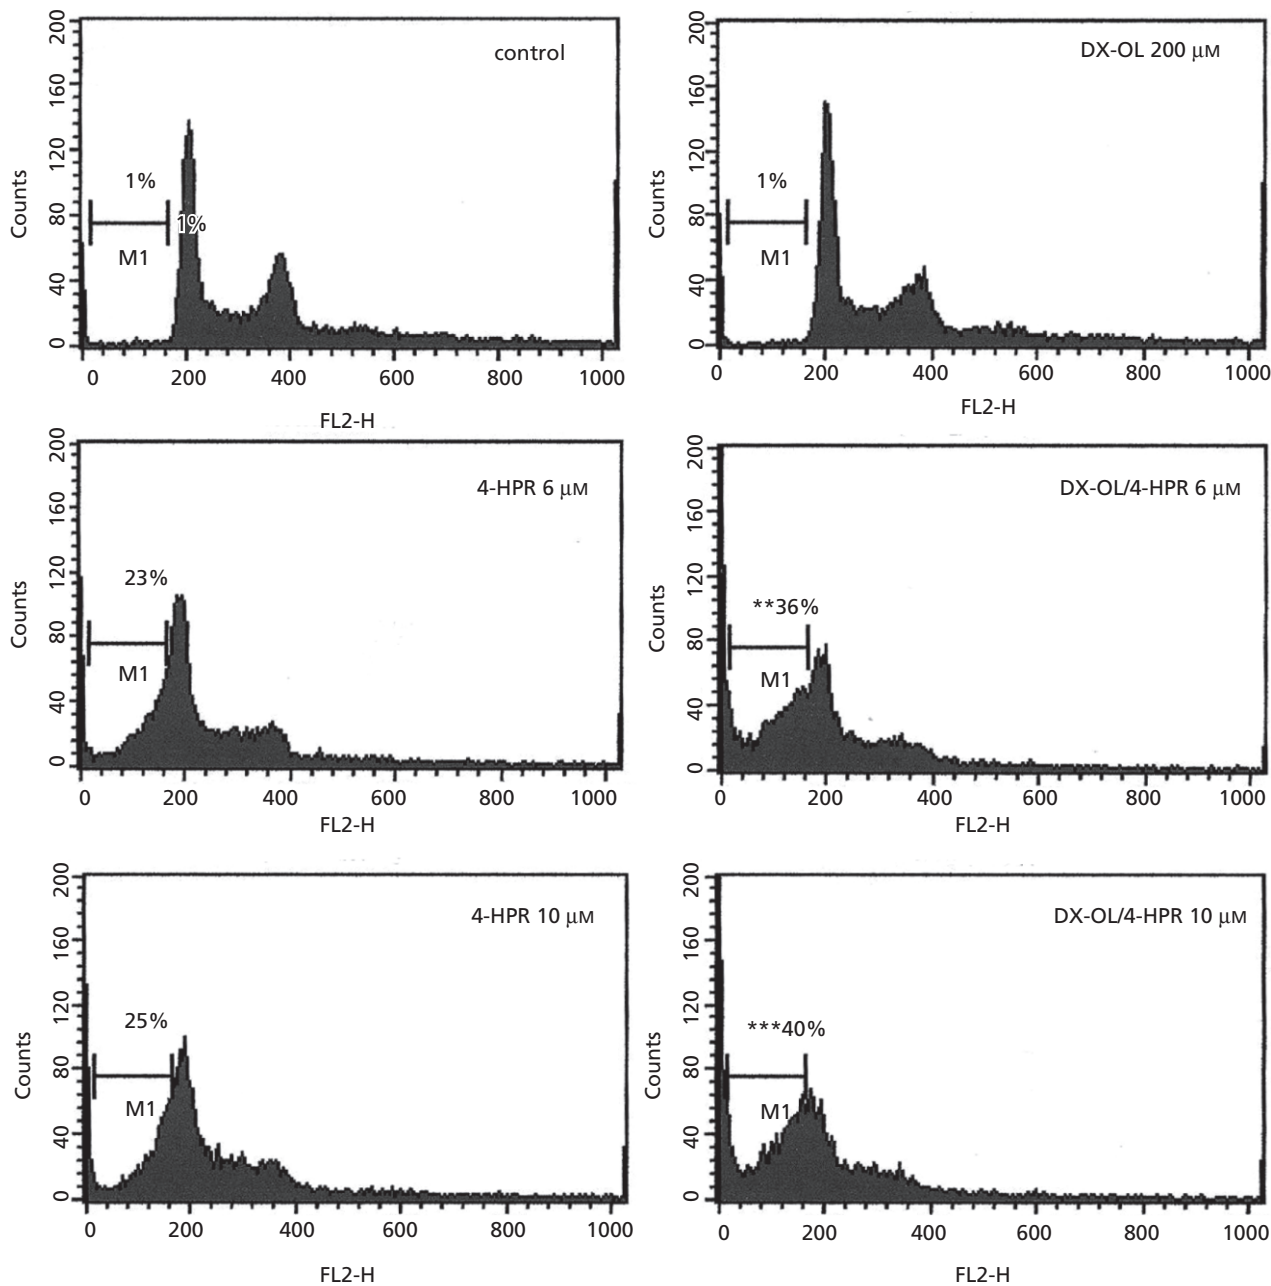 control
1%
1%
M1
Counts
0 40 80 120 160 200
0 200 400 600 800 1000
FL2-H
DX-OL 200 μM
1%
M1
Counts
0 40 80 120 160 200
0 200 400 600 800 1000
FL2-H
4-HPR 6 μM
23%
M1
Counts
0 40 80 120 160 200
0 200 400 600 800 1000
FL2-H
DX-OL/4-HPR 6 μM
**36%
M1
Counts
0 40 80 120 160 200
0 200 400 600 800 1000
FL2-H
4-HPR 10 μM
25%
M1
Counts
0 40 80 120 160 200
0 200 400 600 800 1000
FL2-H
DX-OL/4-HPR 10 μM
***40%
M1
Counts
0 40 80 120 160 200
0 200 400 600 800 1000
FL2-H